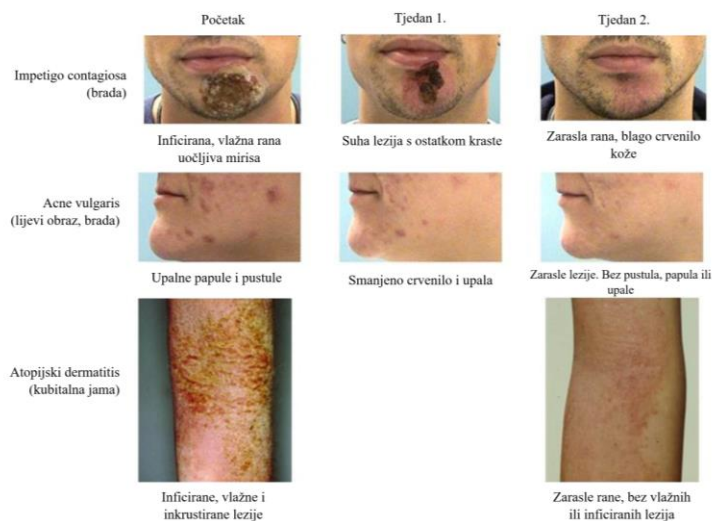 Početak
Tjedan 1.
Tjedan 2.
Impetigo contagiosa
(brada)
Inficirana, vlažna rana
uočljiva mirisa
Suha lezija s ostatkom kraste
Zarasla rana, blago crvenilo
kože
Acne vulgaris
(lijevi obraz, brada)
Upalne papule i pustule
Smanjeno crvenilo i upala
Zarasle lezije. Bez pustula, papula ili
upale
Atopijski dermatitis
(kubitalna jama)
Inficirane, vlažne i
inkrustirane lezije
Zarasle rane, bez vlažnih
ili inficiranih lezija